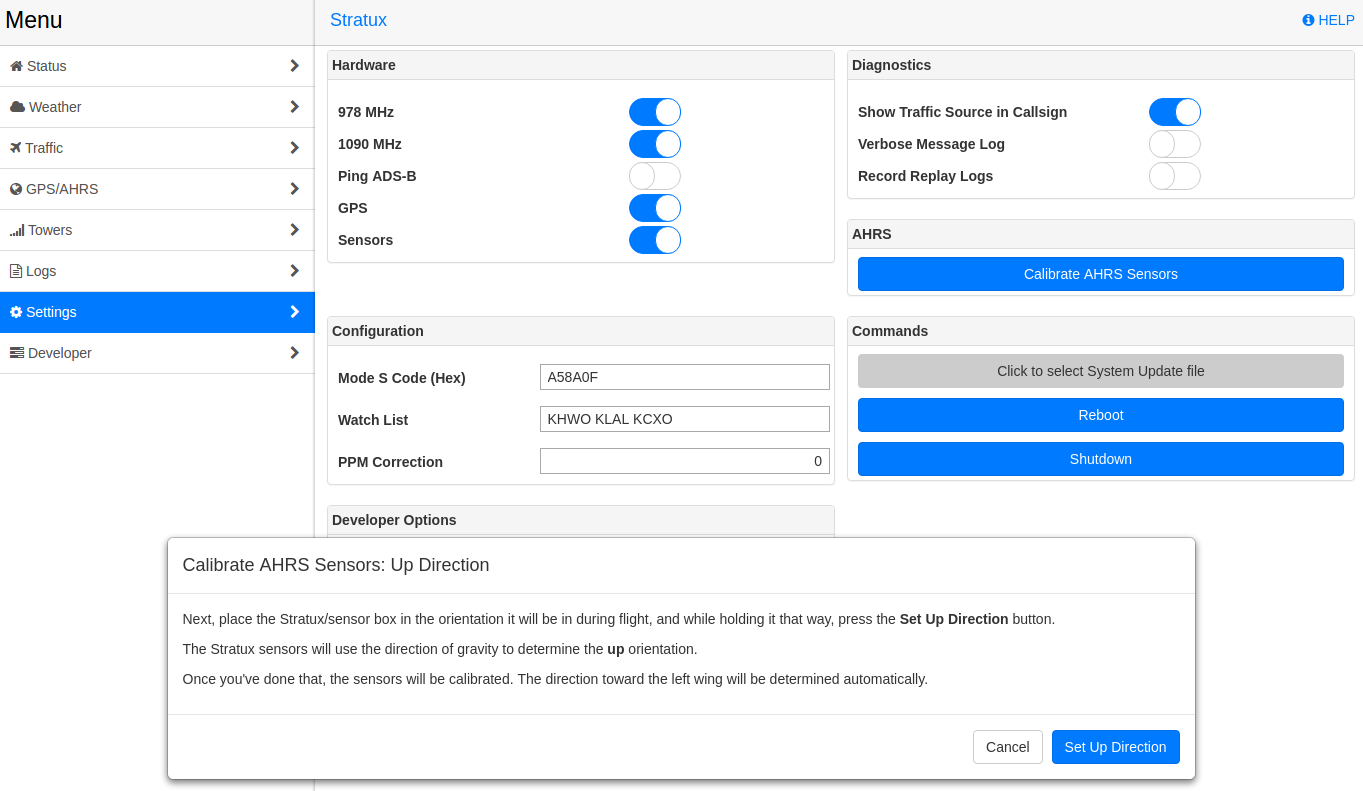 Menu
Stratux
HELP
Status
Weather
Traffic
GPS/AHRS
Towers
Logs
Settings
Developer
Hardware
978 MHz
1090 MHz
Ping ADS-B
GPS
Sensors
Diagnostics
Show Traffic Source in Callsign
Verbose Message Log
Record Replay Logs
AHRS
Calibrate AHRS Sensors
Configuration
Mode S Code (Hex) A58A0F
Watch List KHWO KLAL KCXO
PPM Correction 0
Commands
Click to select System Update file
Reboot
Shutdown
Developer Options
Calibrate AHRS Sensors: Up Direction
Next, place the Stratux/sensor box in the orientation it will be in during flight, and while holding it that way, press the Set Up Direction button.
The Stratux sensors will use the direction of gravity to determine the up orientation.
Once you've done that, the sensors will be calibrated. The direction toward the left wing will be determined automatically.
Cancel Set Up Direction